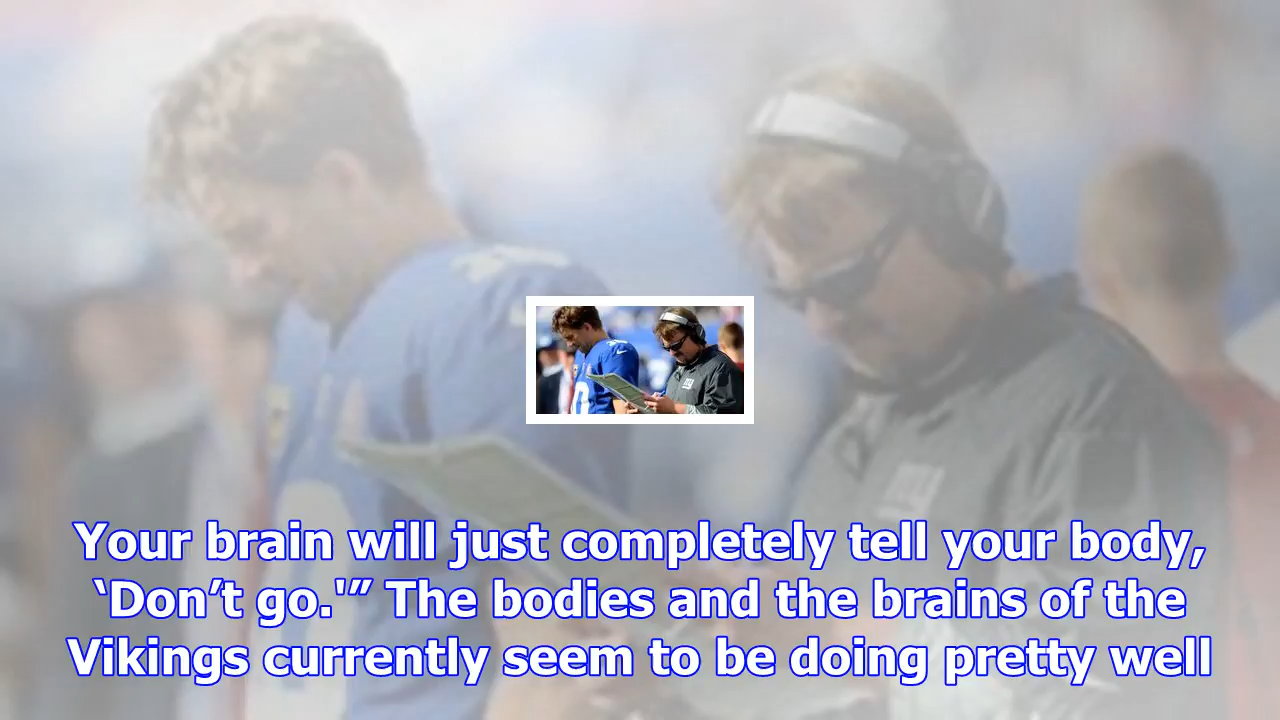 Your brain will just completely tell your body,
‘Don’t go.'” The bodies and the brains of the
Vikings currently seem to be doing pretty well